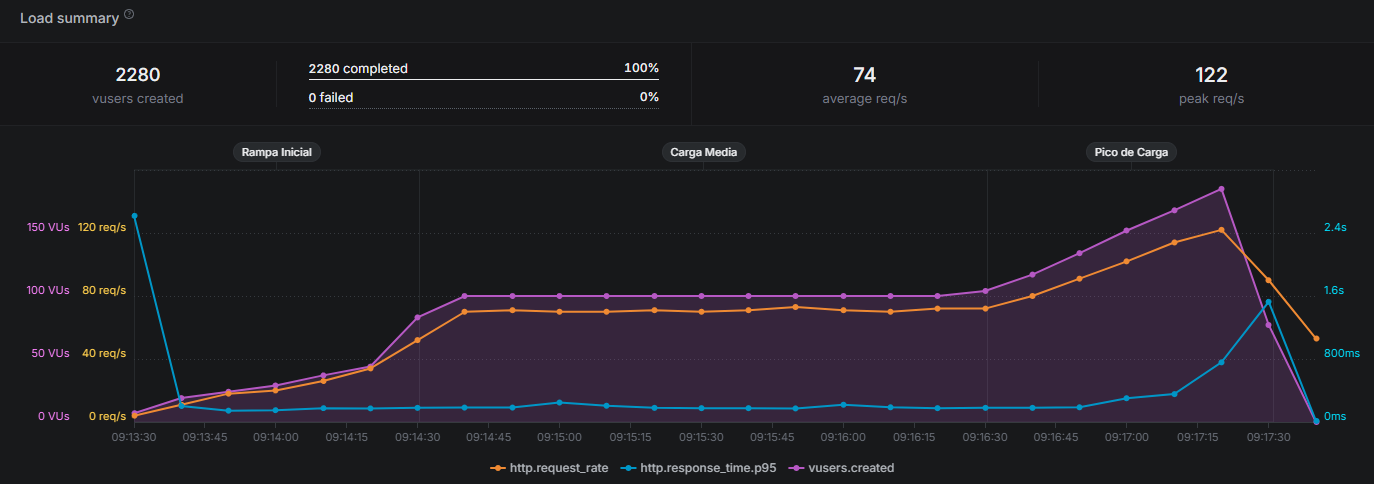 Load summary ?
2280
vusers created
2280 completed 100%
0 failed 0%
74
average req/s
122
peak req/s
Rampa Inicial Carga Media Pico de Carga
150 VUs 120 req/s 2.4s
100 VUs 80 req/s 1.6s
50 VUs 40 req/s 800ms
0 VUs 0 req/s 0ms
09:13:30 09:13:45 09:14:00 09:14:15 09:14:30 09:14:45 09:15:00 09:15:15 09:15:30 09:15:45 09:16:00 09:16:15 09:16:30 09:16:45 09:17:00 09:17:15 09:17:30
http.request_rate http.response_time.p95 vusers.created